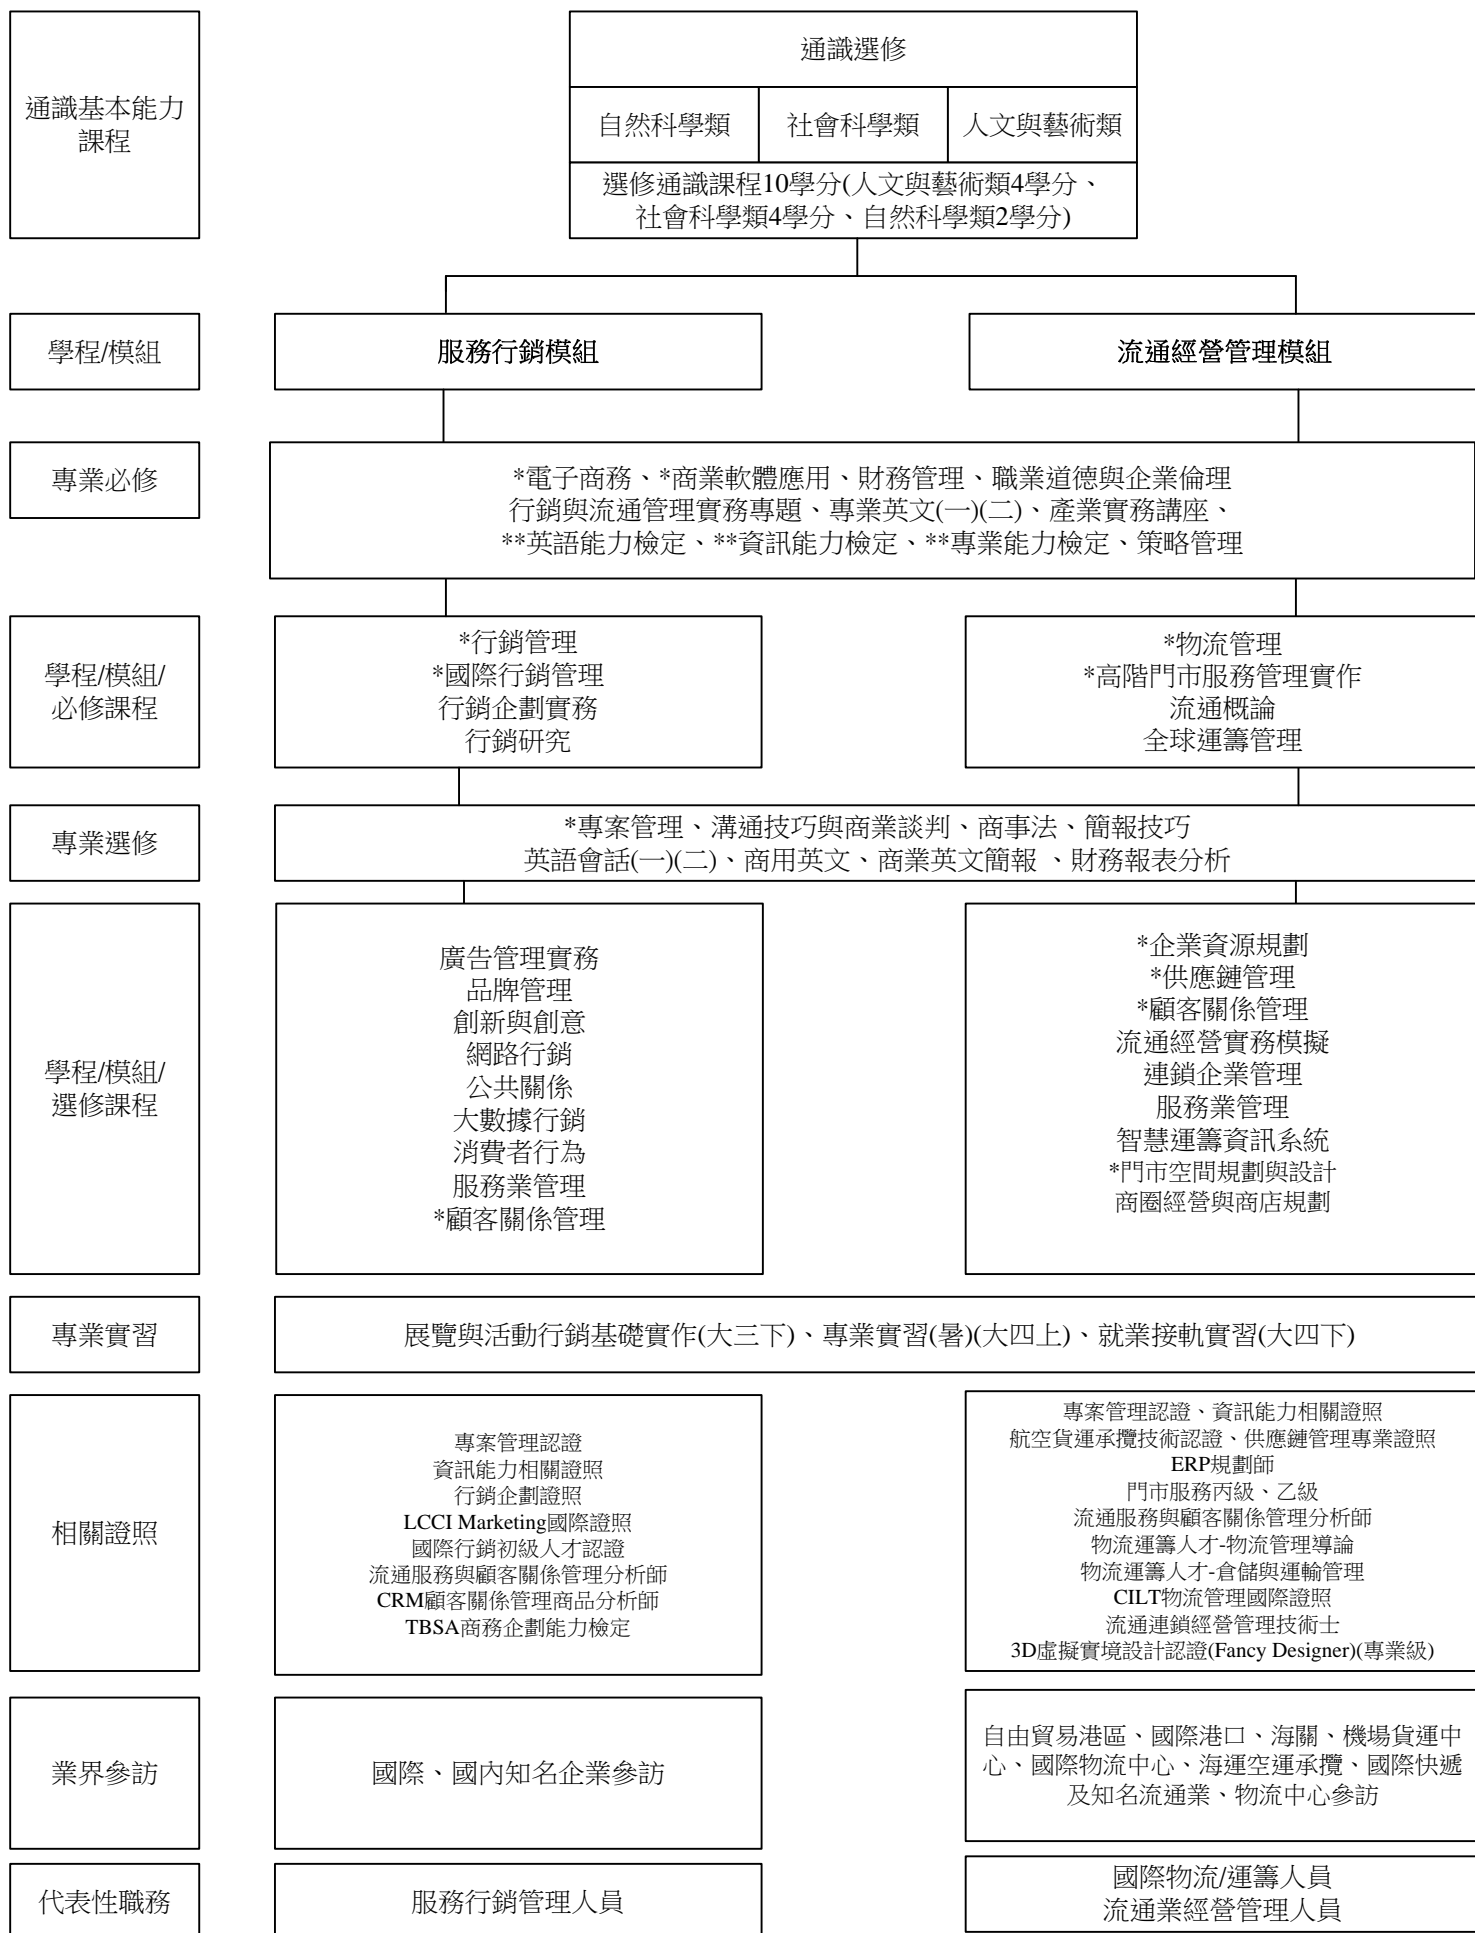 通識基本能力
課程
通識選修
自然科學類
社會科學類
人文與藝術類
選修通識課程10學分(人文與藝術類4學分、
社會科學類4學分、自然科學類2學分)
學程/模組
服務行銷模組
流通經營管理模組
專業必修
*電子商務、*商業軟體應用、財務管理、職業道德與企業倫理
行銷與流通管理實務專題、專業英文(一)(二)、產業實務講座、
**英語能力檢定、**資訊能力檢定、**專業能力檢定、策略管理
學程/模組/
必修課程
*行銷管理
*國際行銷管理
行銷企劃實務
行銷研究
*物流管理
*高階門市服務管理實作
流通概論
全球運籌管理
專業選修
*專案管理、溝通技巧與商業談判、商事法、簡報技巧
英語會話(一)(二)、商用英文、商業英文簡報 、財務報表分析
學程/模組/
選修課程
廣告管理實務
品牌管理
創新與創意
網路行銷
公共關係
大數據行銷
消費者行為
服務業管理
*顧客關係管理
*企業資源規劃
*供應鏈管理
*顧客關係管理
流通經營實務模擬
連鎖企業管理
服務業管理
智慧運籌資訊系統
*門市空間規劃與設計
商圈經營與商店規劃
專業實習
展覽與活動行銷基礎實作(大三下)、專業實習(暑)(大四上)、就業接軌實習(大四下)
相關證照
專案管理認證
資訊能力相關證照
行銷企劃證照
LCCI Marketing國際證照
國際行銷初級人才認證
流通服務與顧客關係管理分析師
CRM顧客關係管理商品分析師
TBSA商務企劃能力檢定
專案管理認證、資訊能力相關證照
航空貨運承攬技術認證、供應鏈管理專業證照
ERP規劃師
門市服務丙級、乙級
流通服務與顧客關係管理分析師
物流運籌人才-物流管理導論
物流運籌人才-倉儲與運輸管理
CILT物流管理國際證照
流通連鎖經營管理技術士
3D虛擬實境設計認證(Fancy Designer)(專業級)
業界參訪
國際、國內知名企業參訪
自由貿易港區、國際港口、海關、機場貨運中
心、國際物流中心、海運空運承攬、國際快遞
及知名流通業、物流中心參訪
代表性職務
服務行銷管理人員
國際物流/運籌人員
流通業經營管理人員